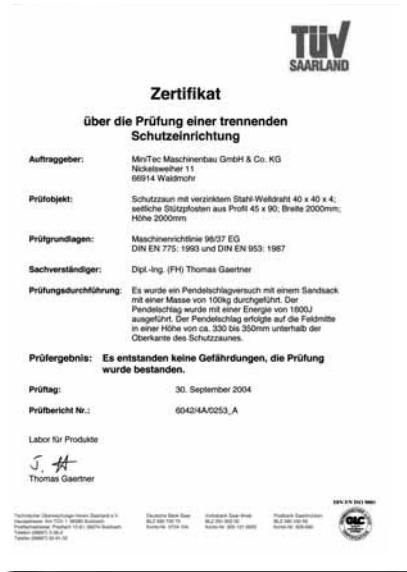 TÜV
SAARLAND
Zertifikat
über die Prüfung einer trennenden
Schutzeinrichtung
Auftraggeber: MiniTec Maschinenbau GmbH & Co. KG
Nickelsweiher 11
66914 Waldmohr
Prüfobjekt: Schutzzaun mit verzinktem Stahl-Welldraht 40 x 40 x 4;
seitliche Stützpfosten aus Profil 45 x 90; Breite 2000mm;
Höhe 2000mm
Prüfgrundlagen: Maschinenrichtlinie 98/37 EG
DIN EN 775: 1993 und DIN EN 953: 1987
Sachverständiger: Dipl.-Ing. (FH) Thomas Gaertner
Prüfungsdurchführung: Es wurde ein Pendelschlagversuch mit einem Sandsack
mit einer Masse von 100kg durchgeführt. Der
Pendelschlag wurde mit einer Energie von 1800J
ausgeführt. Der Pendelschlag erfolgte auf die Feldmitte
in einer Höhe von ca. 330 bis 350mm unterhalb der
Oberkante des Schutzzaunes.
Prüfergebnis: Es entstanden keine Gefährdungen, die Prüfung
wurde bestanden.
Prüftag: 30. September 2004
Prüfbericht Nr.: 6042/4A/0253_A
Labor für Produkte
Thomas Gaertner
DIN EN ISO 9001